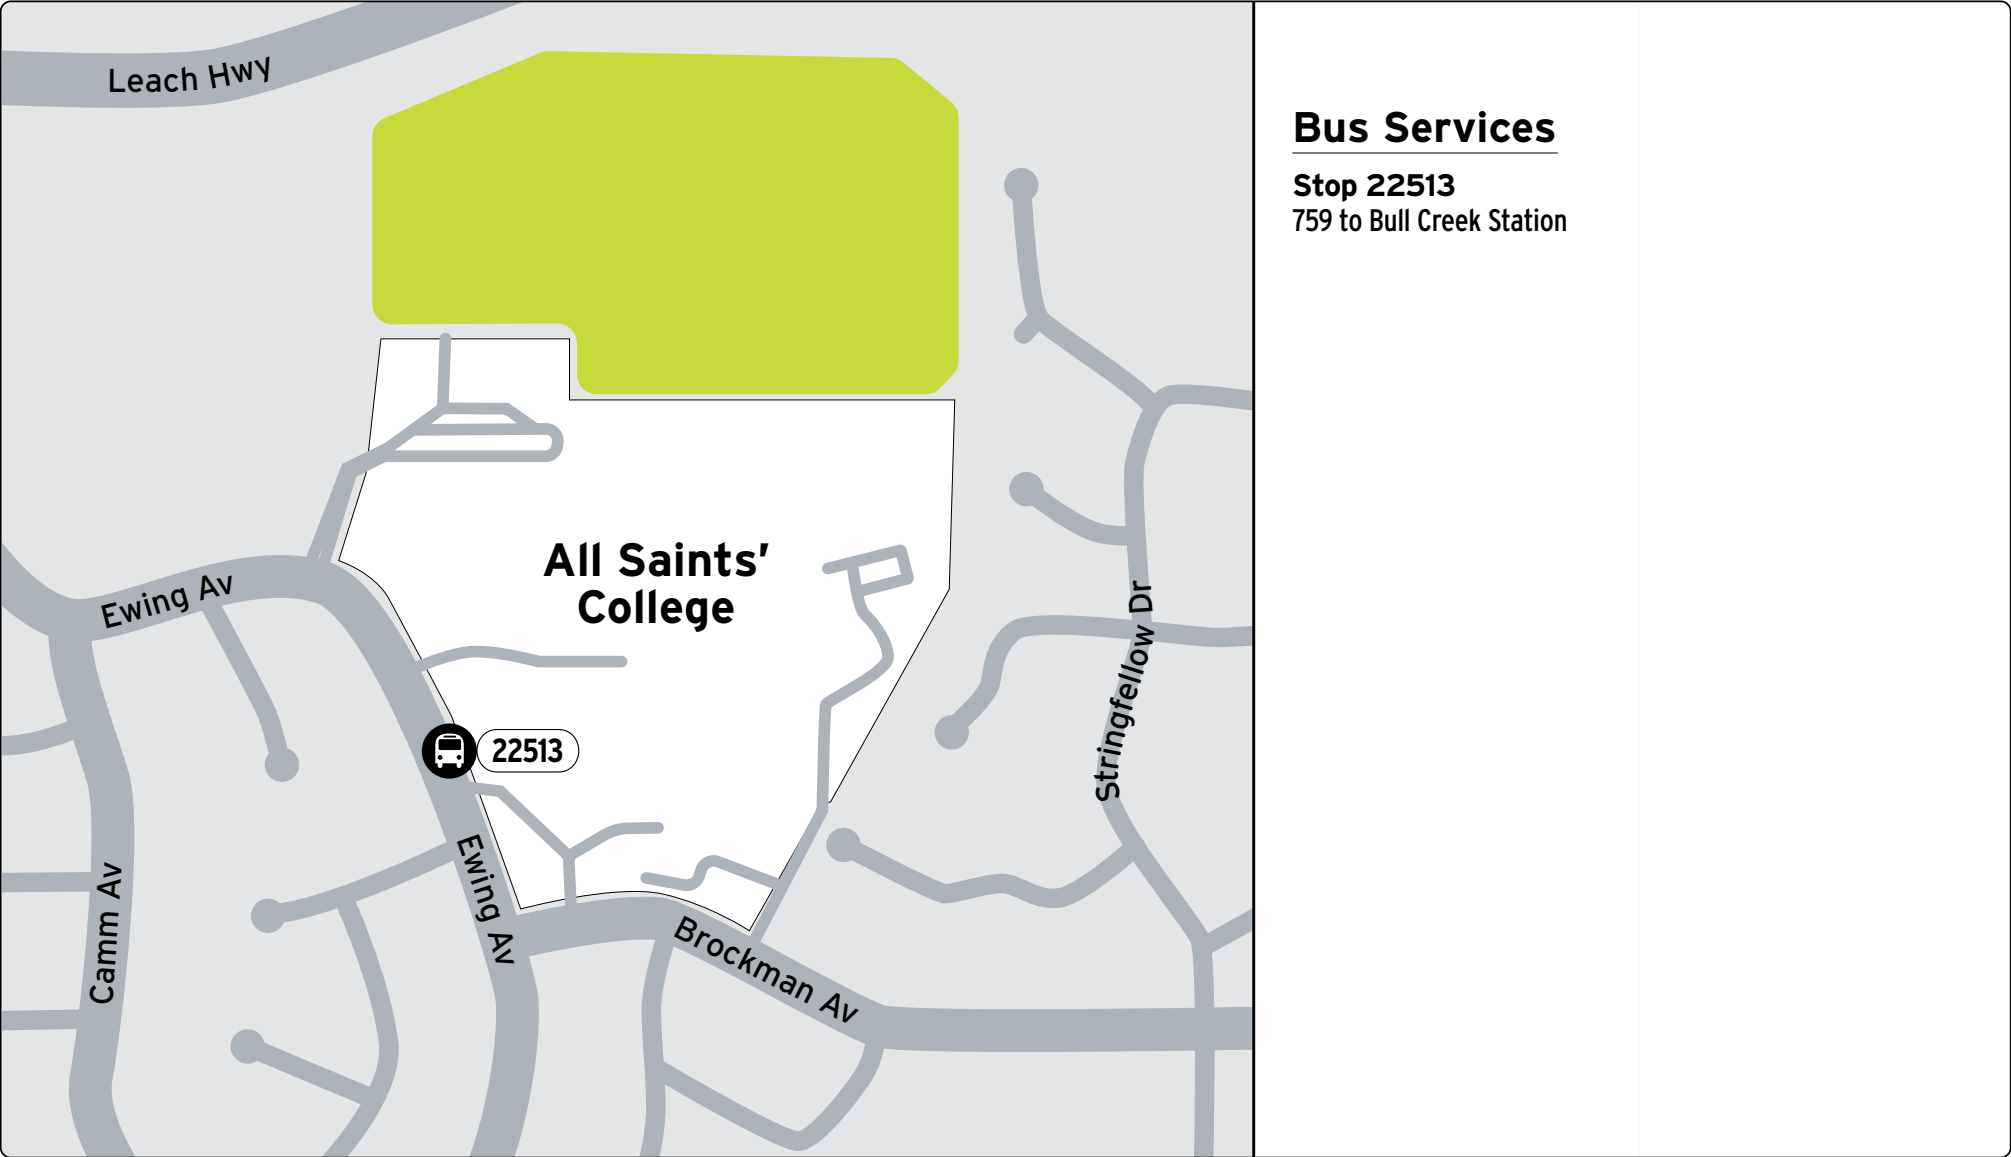 Leach Hwy
Bus Services
Stop 22513
759 to Bull Creek Station
All Saints’
College
Ewing Av
Stringfellow Dr
22513
Ewing Av
Camm Av
Brockman Av